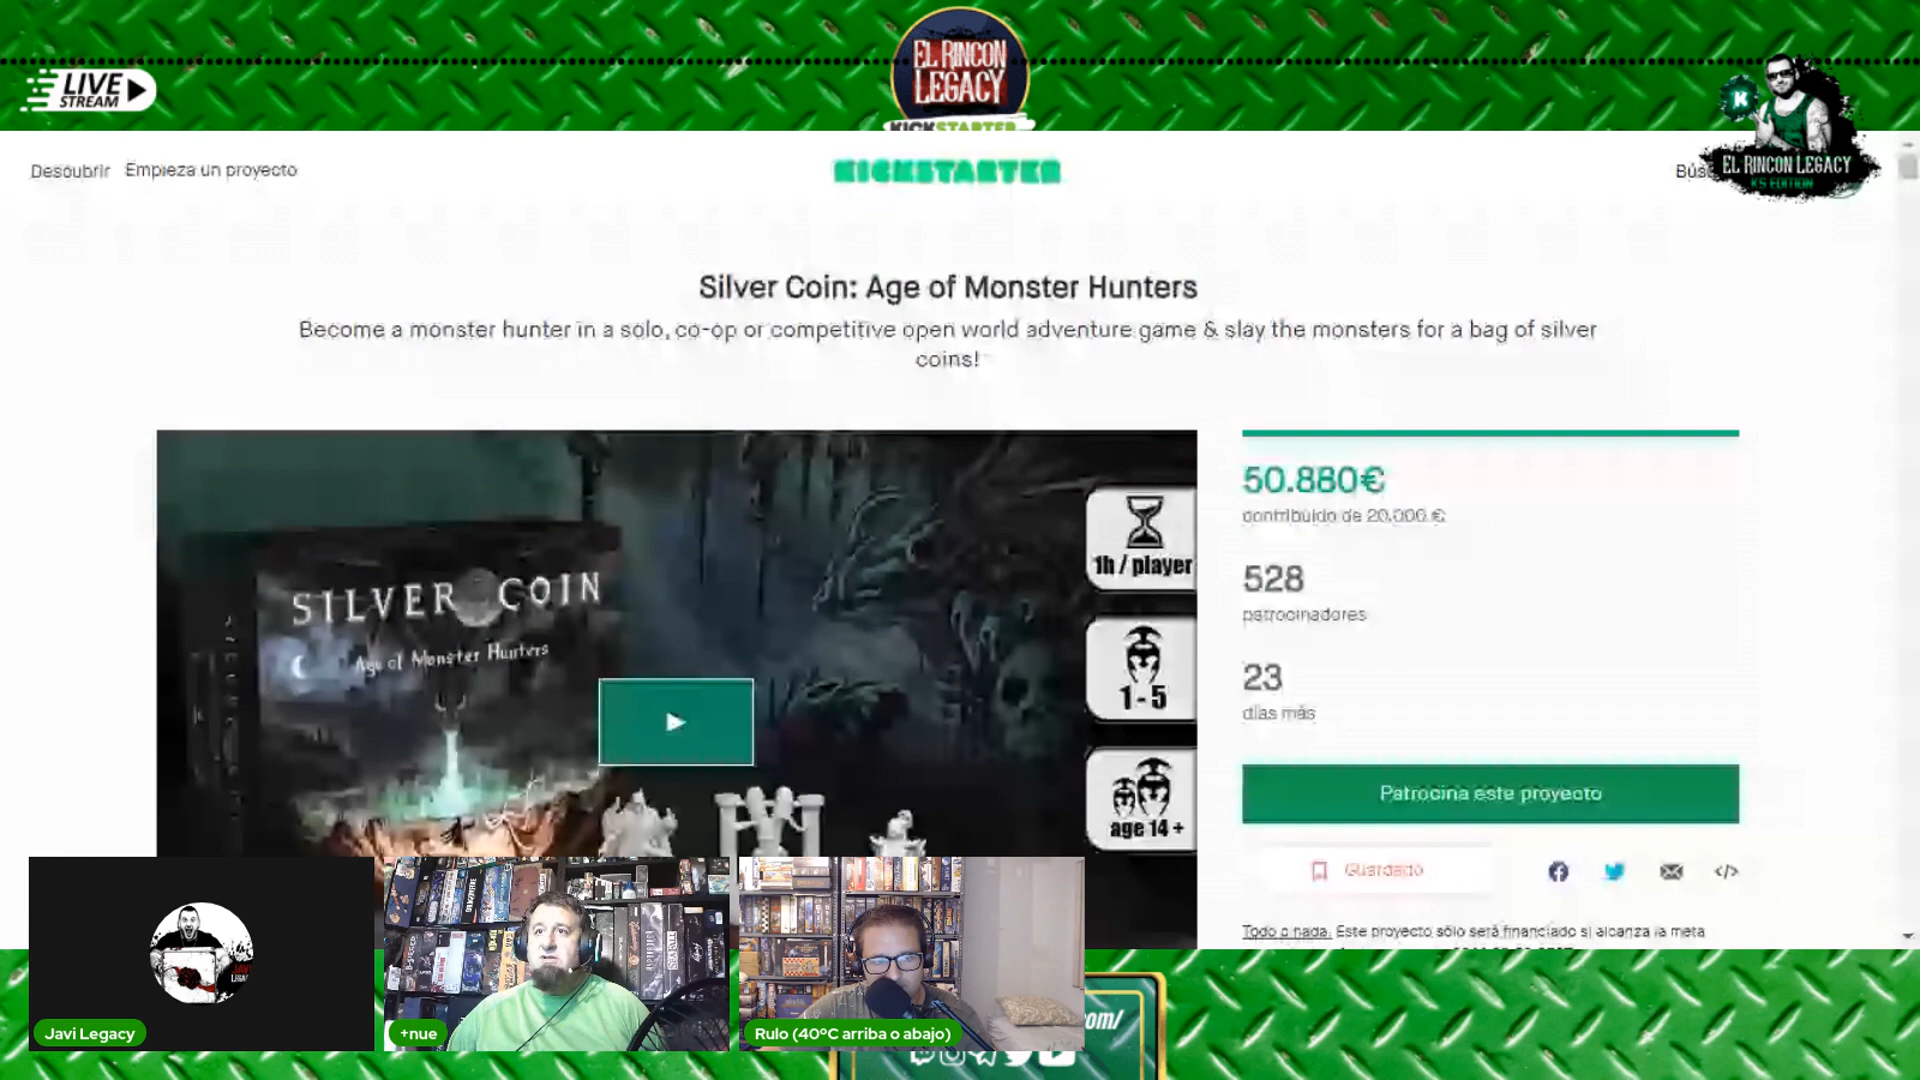 LIVE
STREAM
EL RINCON
LEGACY
KICKSTARTER
Descubrir
Empieza un proyecto
KICKSTARTER
EL RINCON LEGACY
KS EDITION
Silver Coin: Age of Monster Hunters
Become a monster hunter in a solo, co-op or competitive open world adventure game & slay the monsters for a bag of silver
coins!
50.880€
contribuido de 20.000 €
528
patrocinadores
23
días más
Patrocina este proyecto
Guardado
</>
Todo o nada. Este proyecto sólo será financiado si alcanza la meta
SILVER COIN
Age of Monster Hunters
1h / player
1 - 5
age 14 +
Javi Legacy
+nue
Rulo (40ºC arriba o abajo)
om/